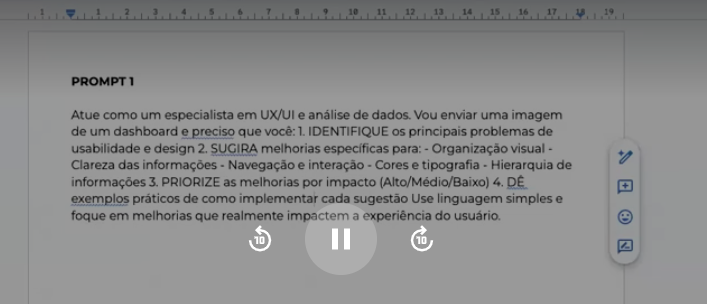 1 1 2 3 4 5 6 7 8 9 10 11 12 13 14 15 16 17 18 19
PROMPT 1
Atue como um especialista em UX/UI e análise de dados. Vou enviar uma imagem
de um dashboard e preciso que você: 1. IDENTIFIQUE os principais problemas de
usabilidade e design 2. SUGIRA melhorias específicas para: - Organização visual -
Clareza das informações - Navegação e interação - Cores e tipografia - Hierarquia de
informações 3. PRIORIZE as melhorias por impacto (Alto/Médio/Baixo) 4. DÊ
exemplos práticos de como implementar cada sugestão Use linguagem simples e
foque em melhorias que realmente impactem a experiência do usuário.
10 10